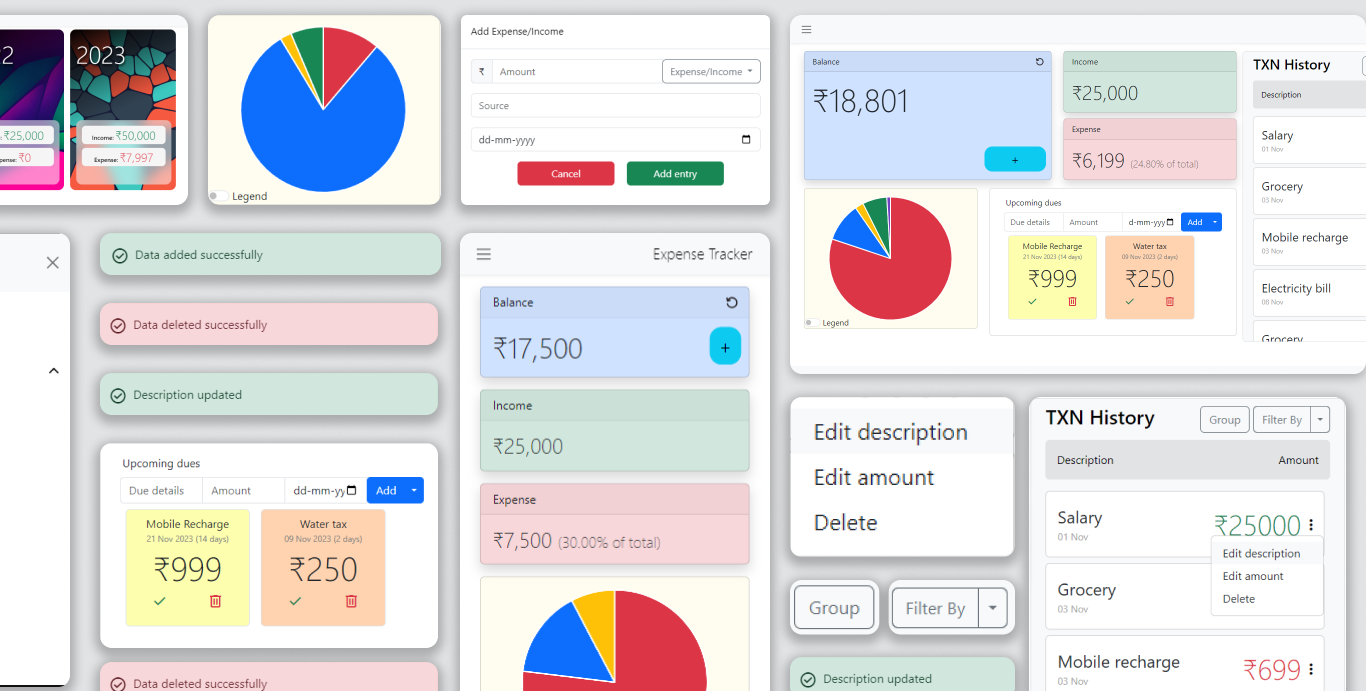 2
2023
₹25,000
₹0
Income: ₹50,000
Expense: ₹7,997
Legend
Add Expense/Income
₹ Amount Expense/Income
Source
dd-mm-yyyy
Cancel Add entry
Balance
₹18,801
+
Income
₹25,000
Expense
₹6,199 (24.80% of total)
Legend
Upcoming dues
Due details Amount d-mm-yyy Add
Mobile Recharge
21 Nov 2023 (14 days)
₹999
Water tax
09 Nov 2023 (2 days)
₹250
TXN History
Description
Salary
01 Nov
Grocery
03 Nov
Mobile recharge
03 Nov
Electricity bill
08 Nov
Grocery
Data added successfully
Data deleted successfully
Description updated
Upcoming dues
Due details Amount dd-mm-yy Add
Mobile Recharge
21 Nov 2023 (14 days)
₹999
Water tax
09 Nov 2023 (2 days)
₹250
Data deleted successfully
Expense Tracker
Balance
₹17,500
+
Income
₹25,000
Expense
₹7,500 (30.00% of total)
Edit description
Edit amount
Delete
Group Filter By
Description updated
TXN History Group Filter By
Description Amount
Salary ₹25000
01 Nov
Edit description
Edit amount
Delete
Grocery
03 Nov
Mobile recharge ₹699
03 Nov